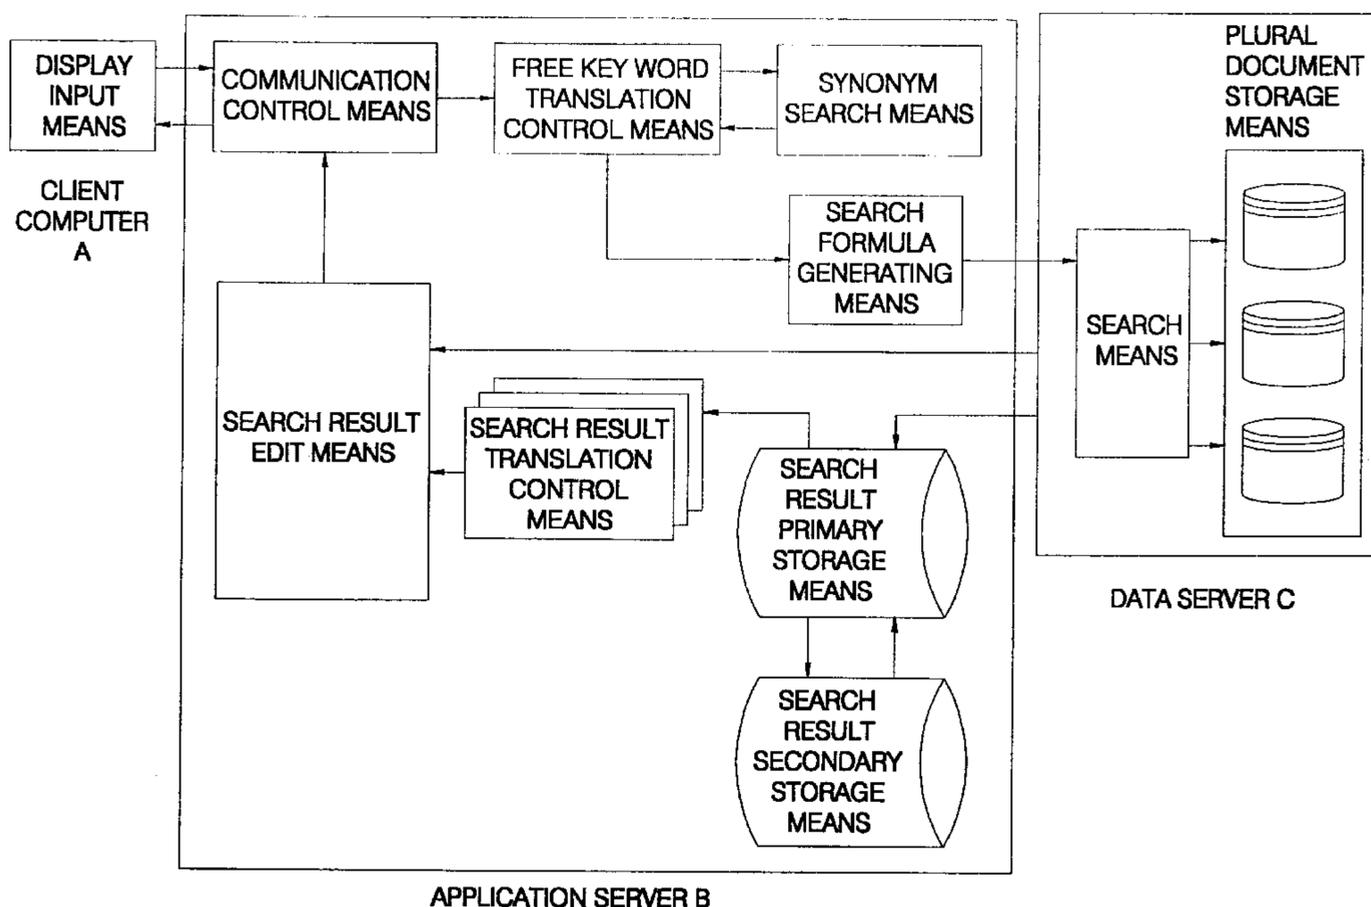 DISPLAY
INPUT
MEANS
CLIENT
COMPUTER
A
COMMUNICATION
CONTROL MEANS
FREE KEY WORD
TRANSLATION
CONTROL MEANS
SYNONYM
SEARCH MEANS
SEARCH
FORMULA
GENERATING
MEANS
PLURAL
DOCUMENT
STORAGE
MEANS
SEARCH
MEANS
DATA SERVER C
SEARCH RESULT
EDIT MEANS
SEARCH RESULT
TRANSLATION
CONTROL
MEANS
SEARCH
RESULT
PRIMARY
STORAGE
MEANS
SEARCH
RESULT
SECONDARY
STORAGE
MEANS
APPLICATION SERVER B